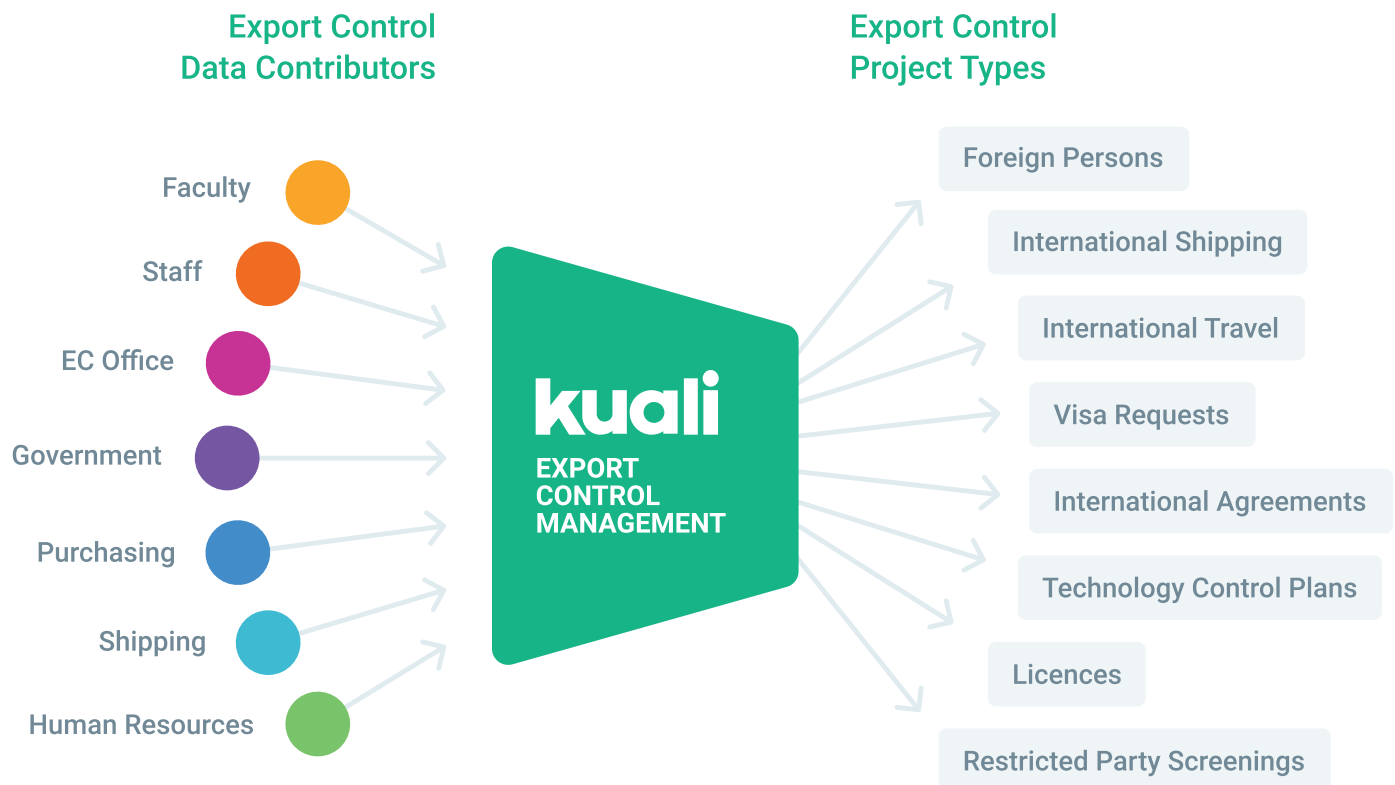 Export Control
Data Contributors
Faculty
Staff
EC Office
Government
Purchasing
Shipping
Human Resources
kuali
EXPORT
CONTROL
MANAGEMENT
Export Control
Project Types
Foreign Persons
International Shipping
International Travel
Visa Requests
International Agreements
Technology Control Plans
Licences
Restricted Party Screenings